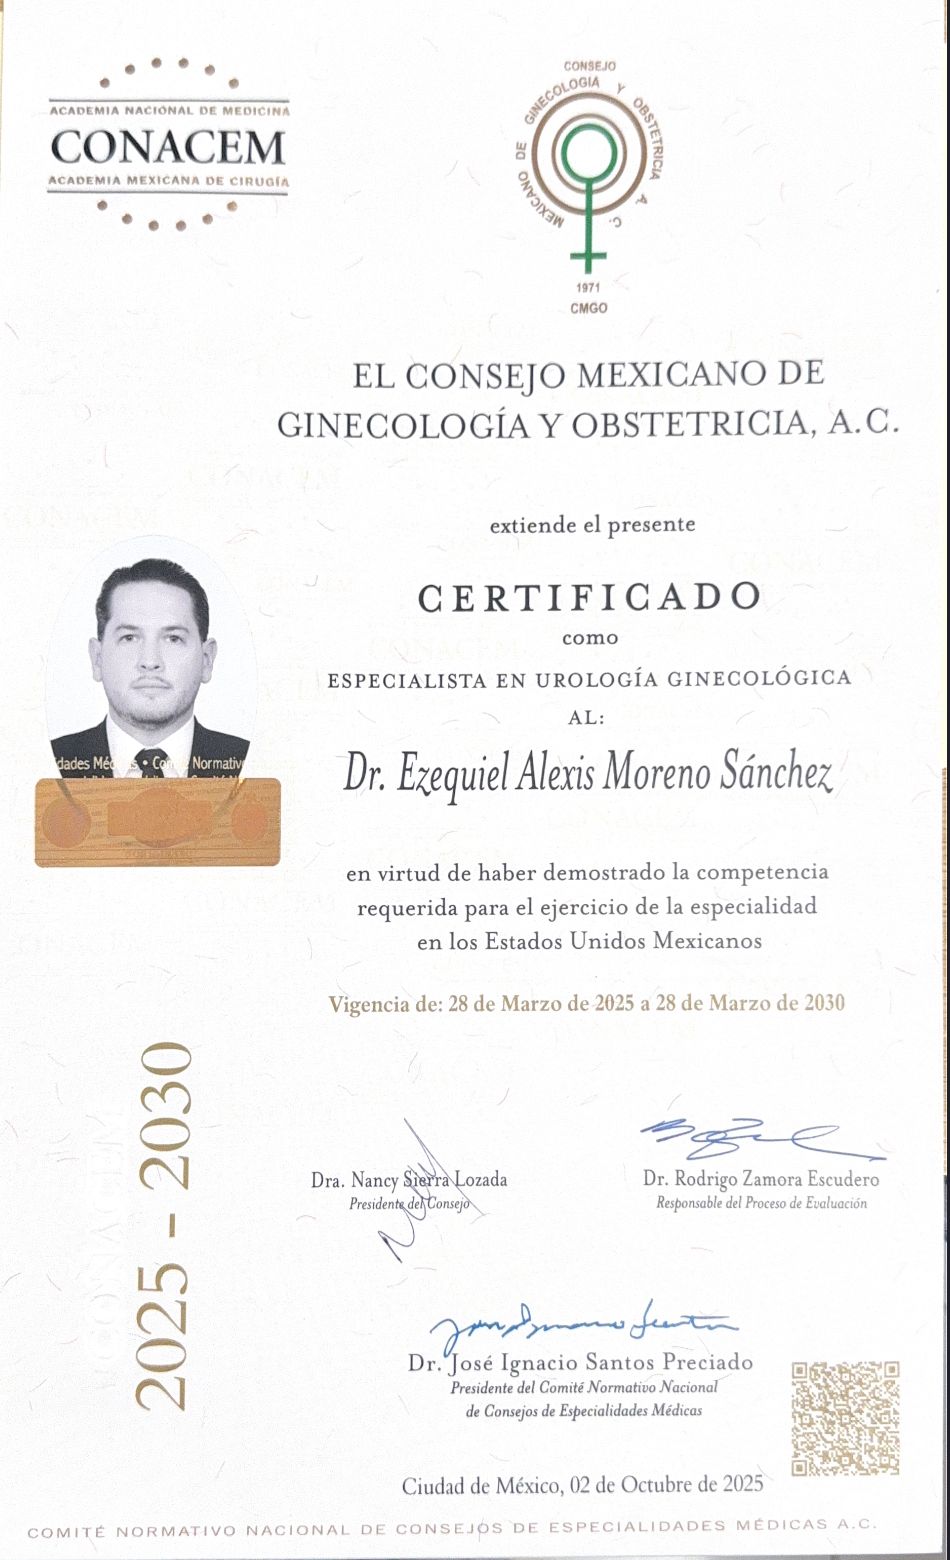 ACADEMIA NACIONAL DE MEDICINA
CONACEM
ACADEMIA MEXICANA DE CIRUGÍA
CONSEJO MEXICANO DE GINECOLOGIA Y OBSTETRICIA A. C.
1971
CMGO
EL CONSEJO MEXICANO DE
GINECOLOGÍA Y OBSTETRICIA, A.C.
extiende el presente
CERTIFICADO
como
ESPECIALISTA EN UROLOGÍA GINECOLÓGICA
AL:
Dr. Ezequiel Alexis Moreno Sánchez
en virtud de haber demostrado la competencia
requerida para el ejercicio de la especialidad
en los Estados Unidos Mexicanos
Vigencia de: 28 de Marzo de 2025 a 28 de Marzo de 2030
2025 - 2030
Dra. Nancy Sierra Lozada
Presidente del Consejo
Dr. Rodrigo Zamora Escudero
Responsable del Proceso de Evaluación
Dr. José Ignacio Santos Preciado
Presidente del Comité Normativo Nacional
de Consejos de Especialidades Médicas
Ciudad de México, 02 de Octubre de 2025
COMITÉ NORMATIVO NACIONAL DE CONSEJOS DE ESPECIALIDADES MÉDICAS A.C.